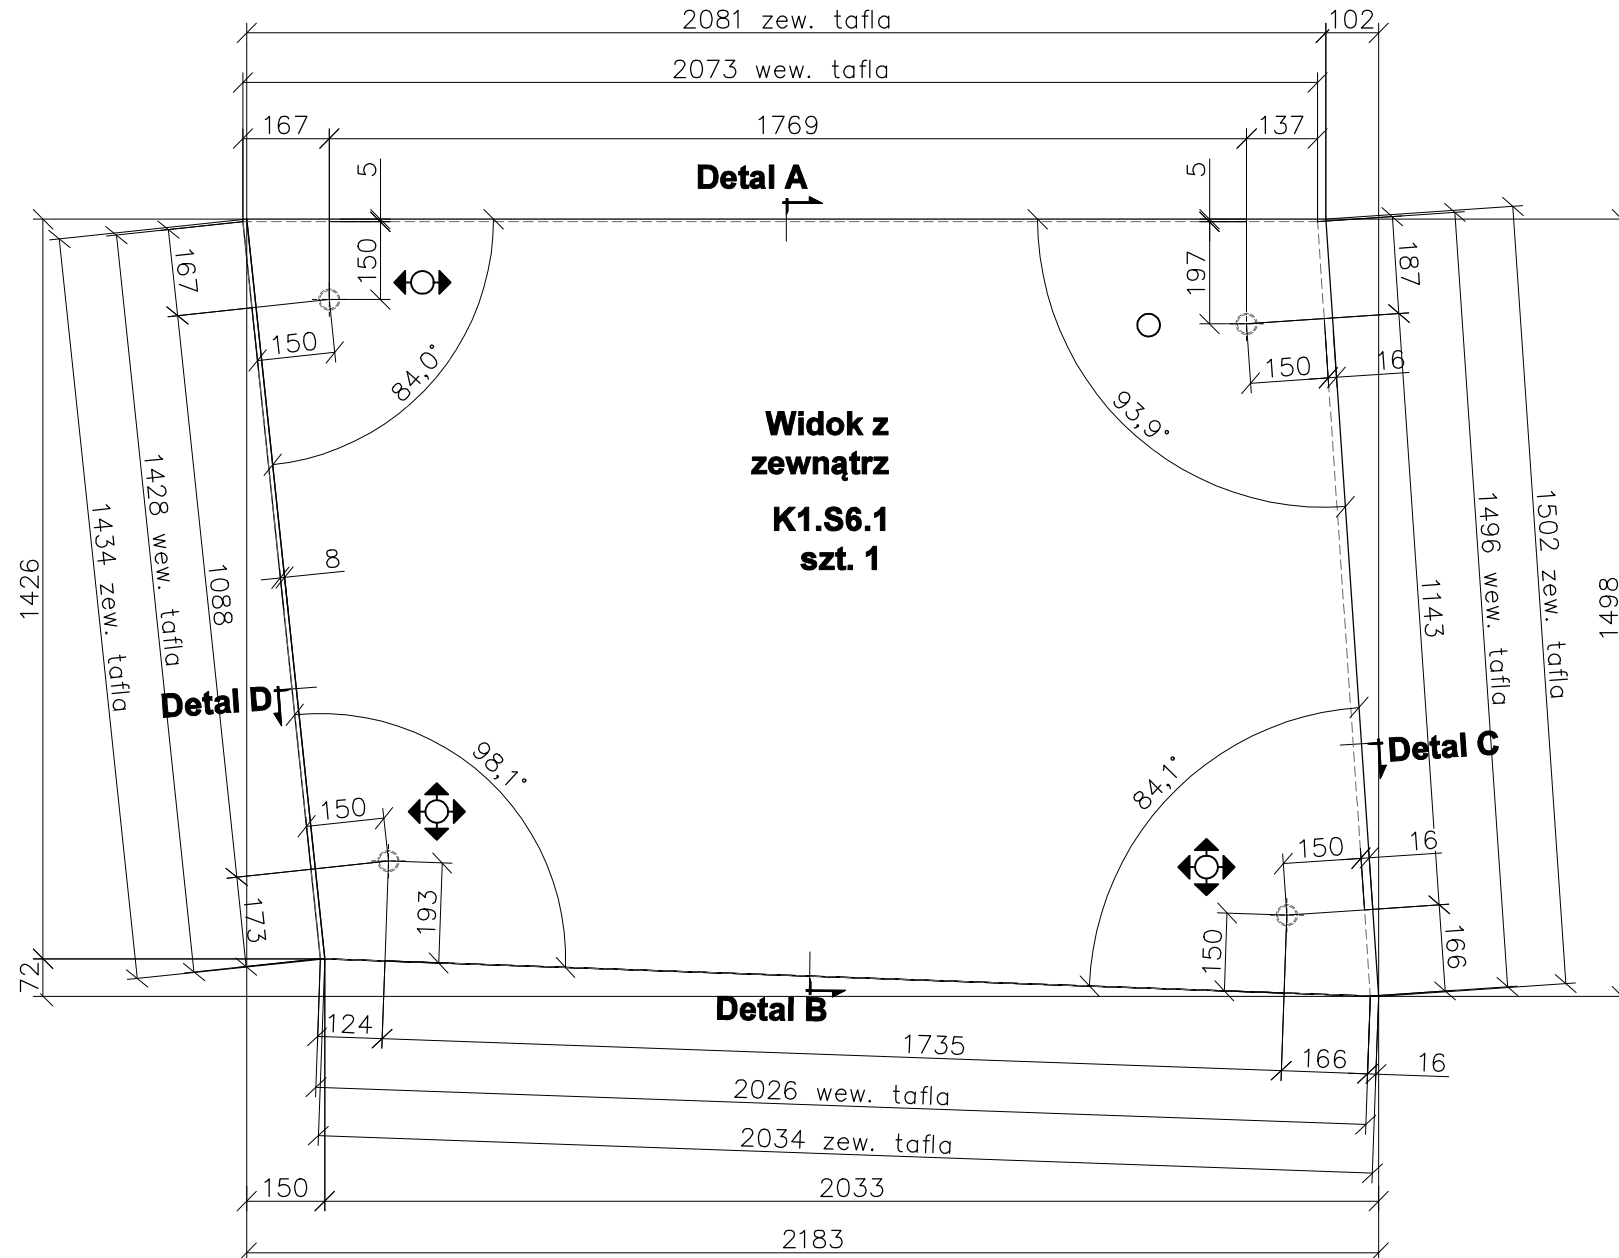 2081 zew. tafla
102
2073 wew. tafla
167
1769
137
5
5
Detal A
150
197
187
167
150
150
16
84,0°
93,9°
Widok z
zewnątrz
K1.S6.1
szt. 1
1434 zew. tafla
1428 wew. tafla
1088
8
1426
1143
1496 wew. tafla
1502 zew. tafla
1498
Detal D
Detal C
98,1°
84,1°
150
150
16
173
193
150
166
72
Detal B
124
1735
166
16
2026 wew. tafla
2034 zew. tafla
150
2033
2183